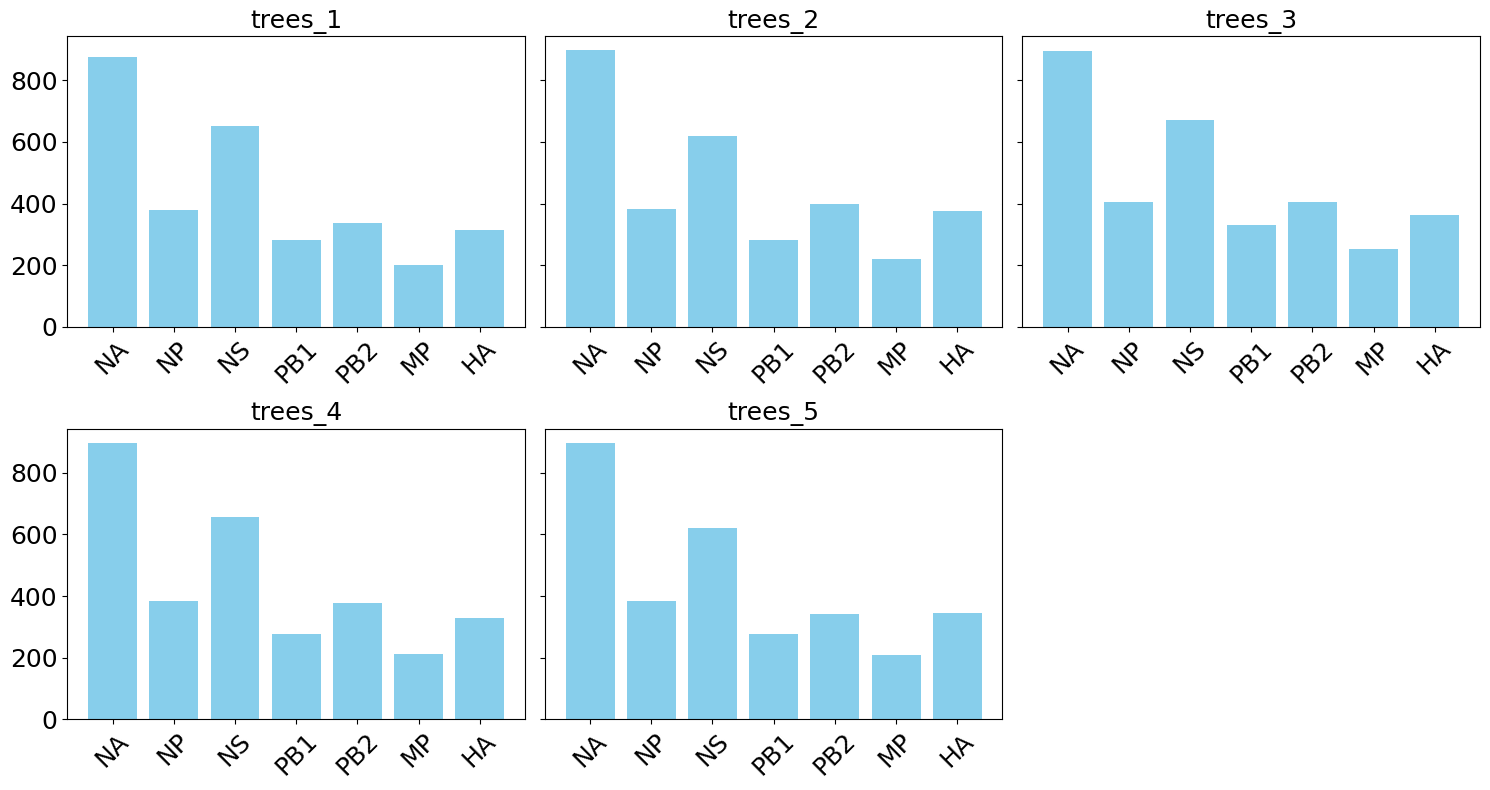 trees_1
trees_2
trees_3
800
600
400
200
0
NA NP NS PB1 PB2 MP HA
NA NP NS PB1 PB2 MP HA
NA NP NS PB1 PB2 MP HA
trees_4
trees_5
800
600
400
200
0
NA NP NS PB1 PB2 MP HA
NA NP NS PB1 PB2 MP HA